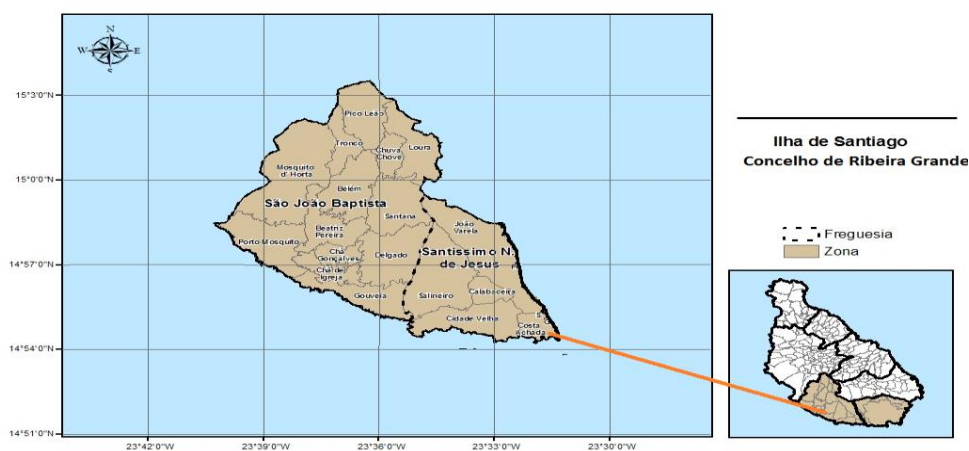 N
W E
S
15°3'0"N
15°0'0"N
14°57'0"N
14°54'0"N
14°51'0"N
Pico Leão
Tronco
Chuva
Chove
Loura
Mosquito
d' Horta
Belém
São João Baptista
Santana
João
Varela
Beatriz
Pereira
Porto Mosquito
Santissimo N.
de Jesus
Chã
Gonçalves
Delgado
Chã de
Igreja
Gouveia
Salineiro
Calabaceira
Cidade Velha
S
Costa
Achada
23°42'0"W
23°39'0"W
23°36'0"W
23°33'0"W
23°30'0"W
Ilha de Santiago
Concelho de Ribeira Grande
Freguesia
Zona